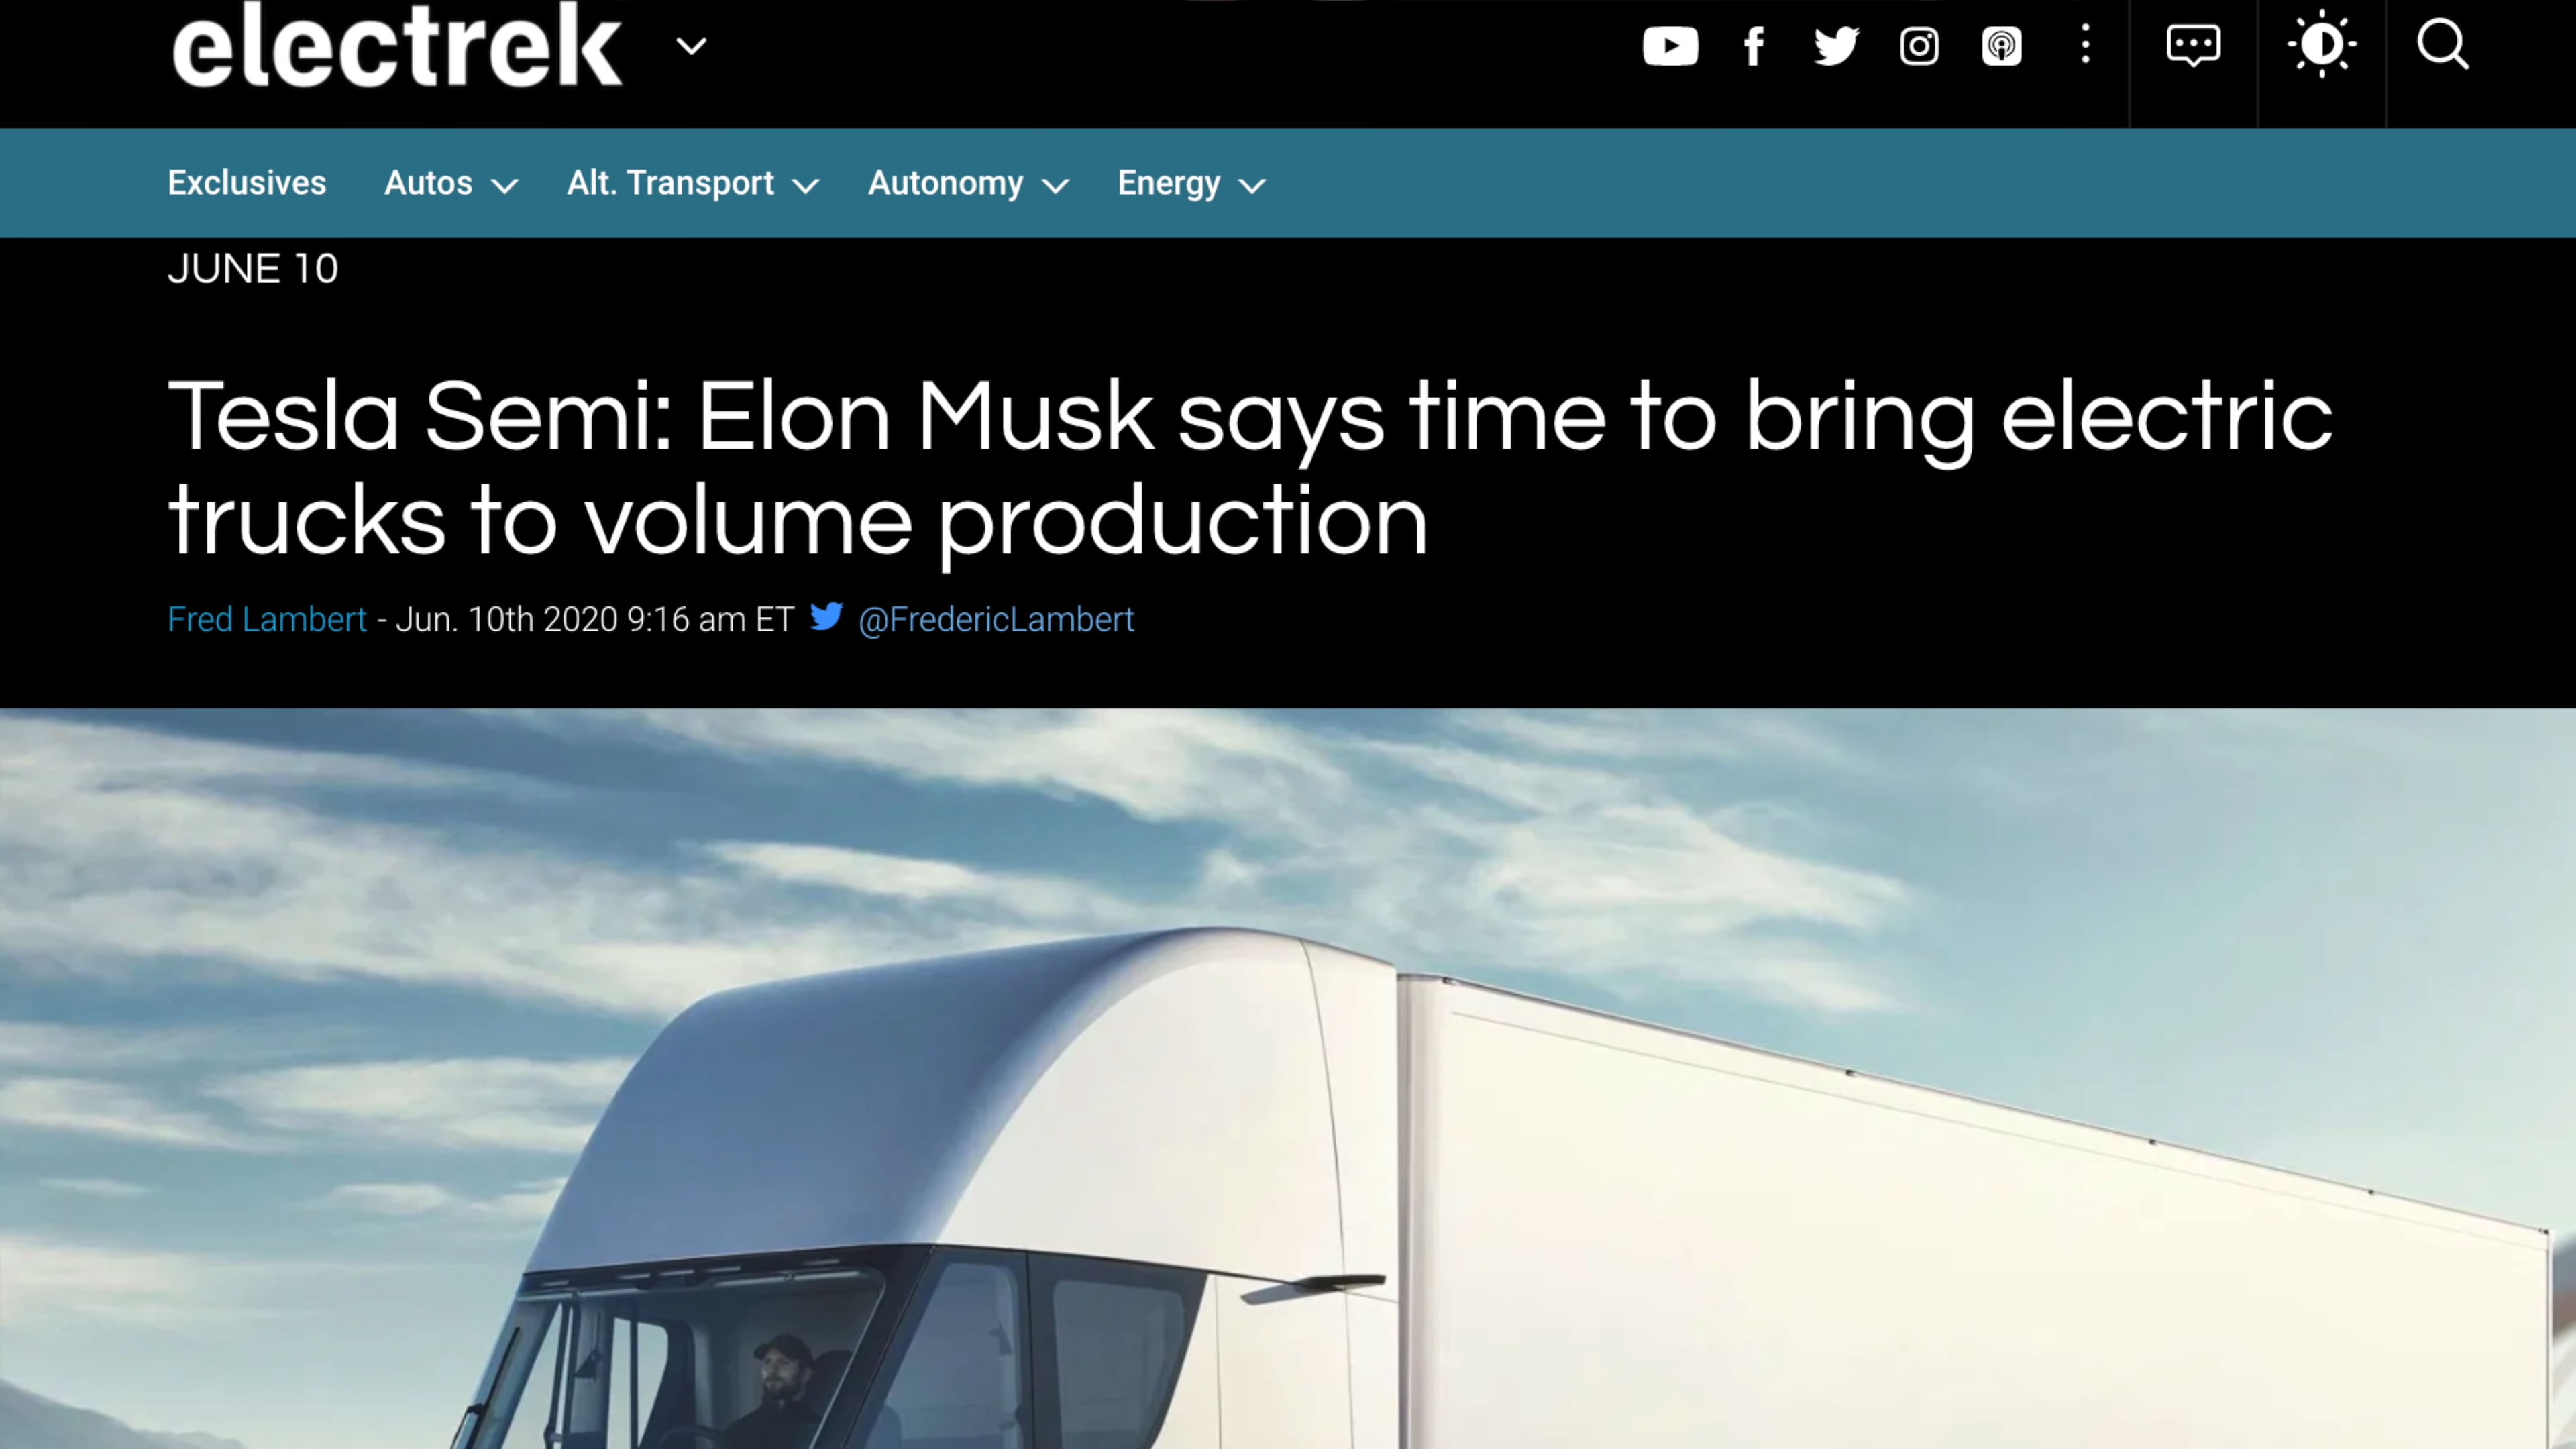 electrek
Exclusives Autos Alt. Transport Autonomy Energy
JUNE 10
Tesla Semi: Elon Musk says time to bring electric
trucks to volume production
Fred Lambert - Jun. 10th 2020 9:16 am ET @FredericLambert